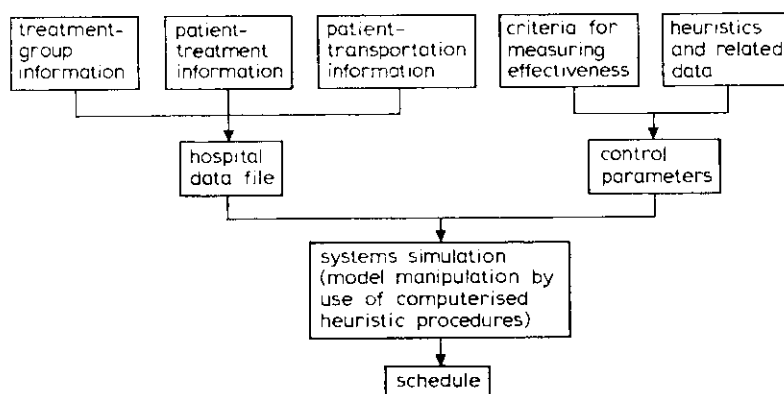 treatment-
group
information
patient-
treatment
information
patient-
transportation
information
criteria for
measuring
effectiveness
heuristics
and related
data
hospital
data file
control
parameters
systems simulation
(model manipulation by
use of computerised
heuristic procedures)
schedule